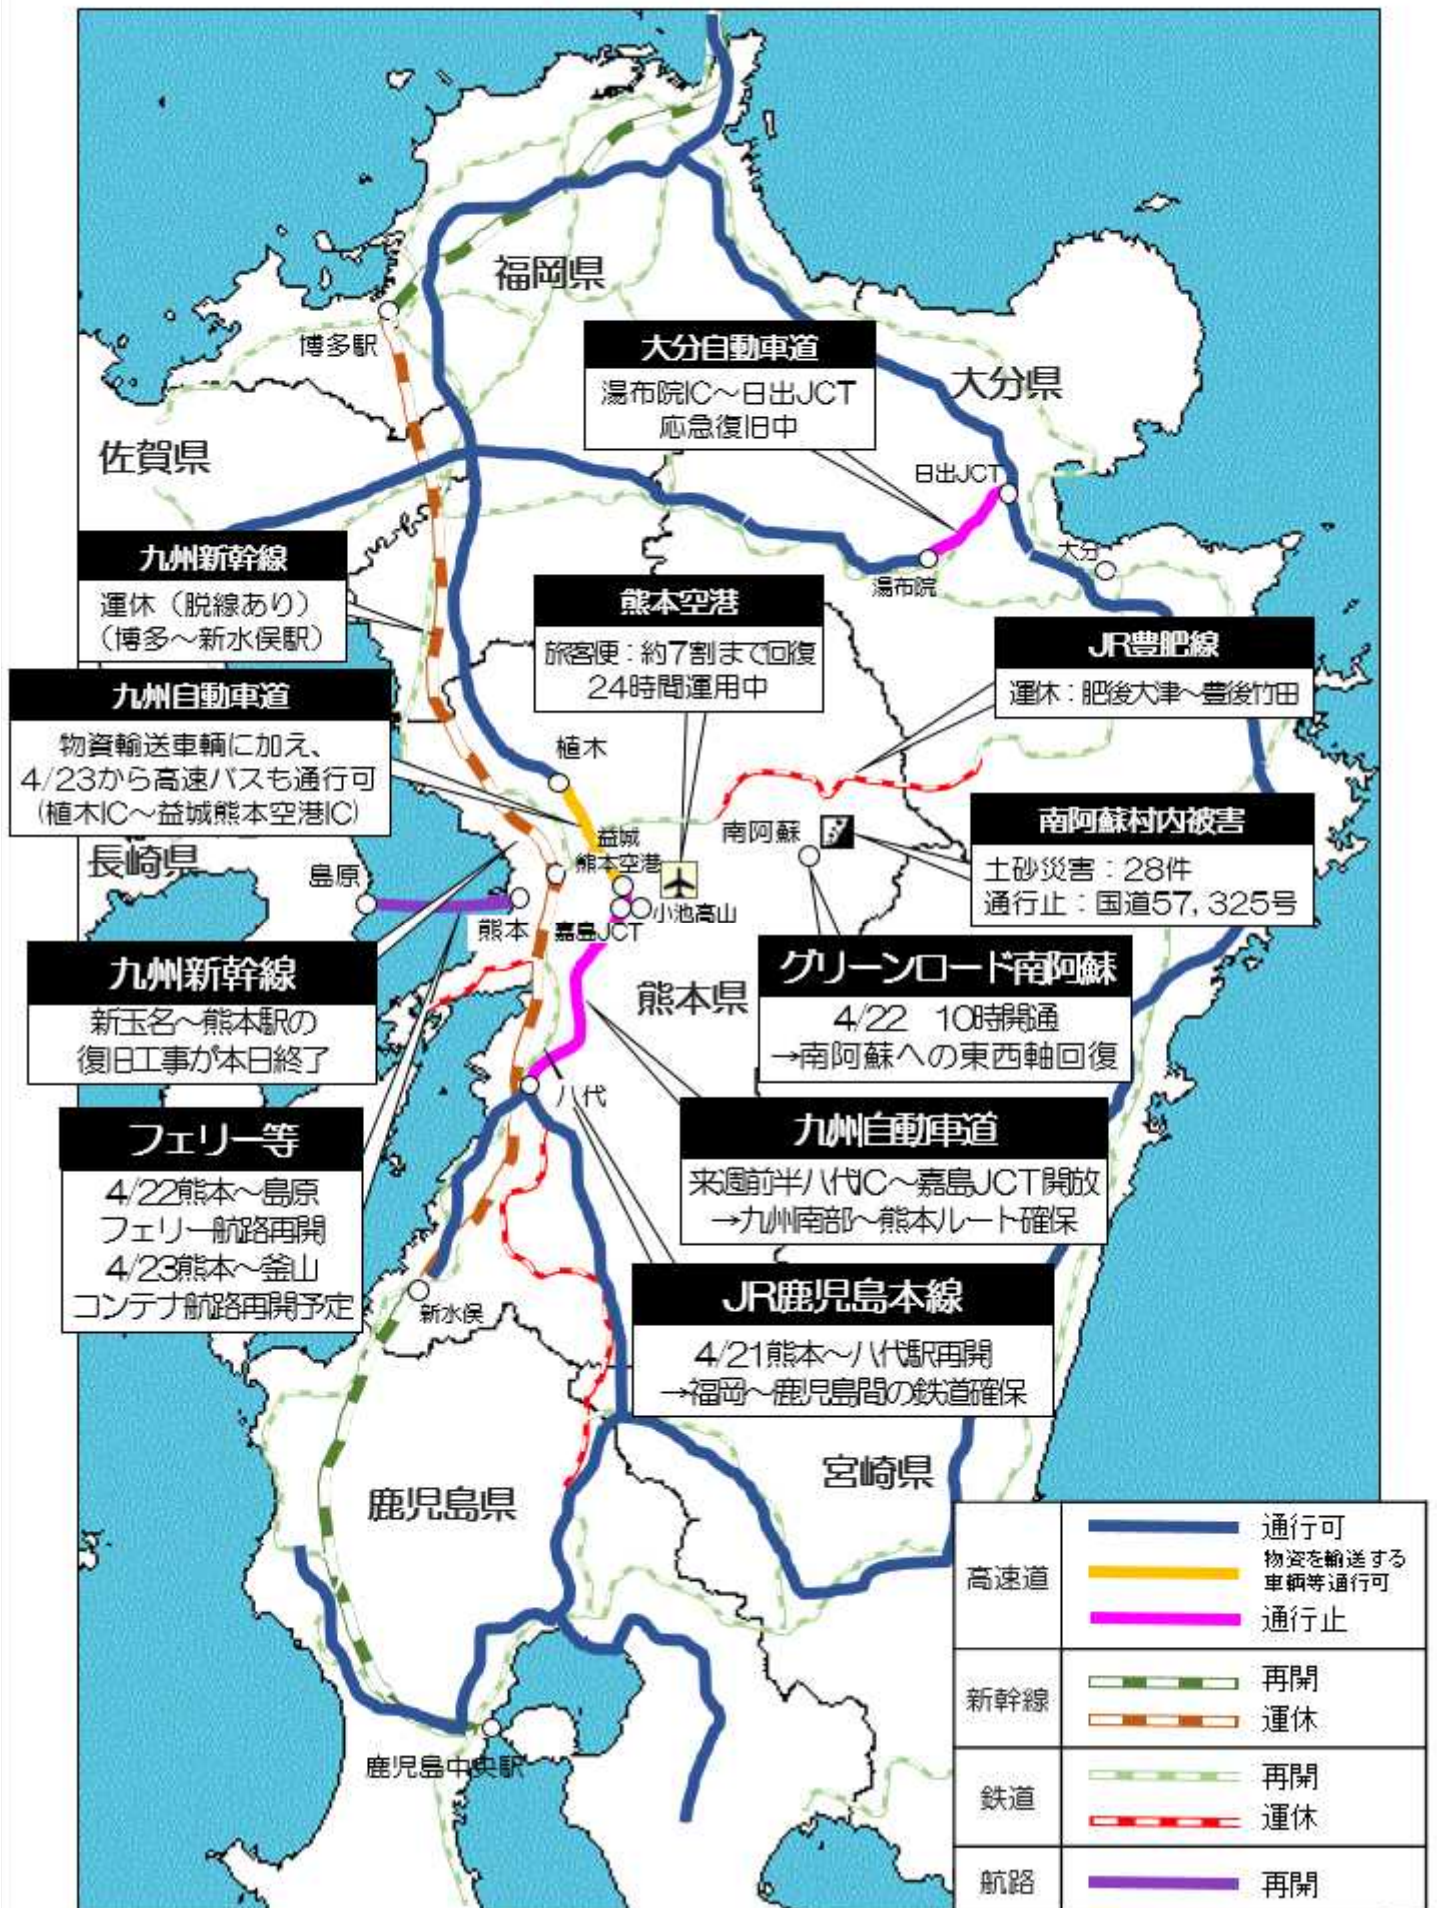 福岡県
博多駅
大分自動車道
湯布院IC～日出JCT
応急復旧中
大分県
佐賀県
日出JCT
九州新幹線
運休（脱線あり）
（博多～新水俣駅）
大分
湯布院
熊本空港
旅客便：約7割まで回復
24時間運用中
JR豊肥線
運休：肥後大津～豊後竹田
九州自動車道
物資輸送車輌に加え、
4/23から高速バスも通行可
(植木IC～益城熊本空港IC)
植木
益城
熊本空港
南阿蘇
南阿蘇村内被害
土砂災害：28件
通行止：国道57, 325号
長崎県
島原
熊本
嘉島JCT
小池高山
九州新幹線
新玉名～熊本駅の
復旧工事が本日終了
熊本県
グリーンロード南阿蘇
4/22　10時開通
→南阿蘇への東西軸回復
八代
フェリー等
4/22熊本～島原
フェリー航路再開
4/23熊本～釜山
コンテナ航路再開予定
九州自動車道
来週前半八代IC～嘉島JCT開放
→九州南部～熊本ルート確保
新水俣
JR鹿児島本線
4/21熊本～八代駅再開
→福岡～鹿児島間の鉄道確保
宮崎県
鹿児島県
鹿児島中央駅
高速道
通行可
物資を輸送する
車輌等通行可
通行止
新幹線
再開
運休
鉄道
再開
運休
航路
再開